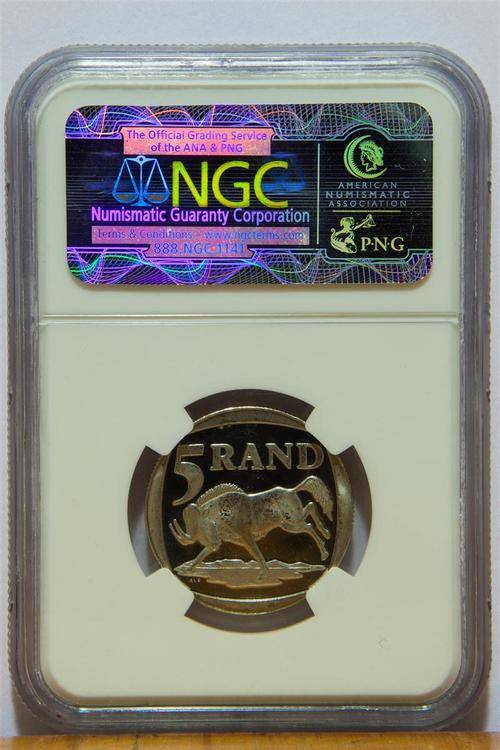 The Official Grading Service
of the ANA & PNG
NGC
Numismatic Guaranty Corporation
Terms & Conditions - www.ngcterms.com
888-NGC-1141
AMERICAN
NUMISMATIC
ASSOCIATION
PNG
5 RAND
ALS